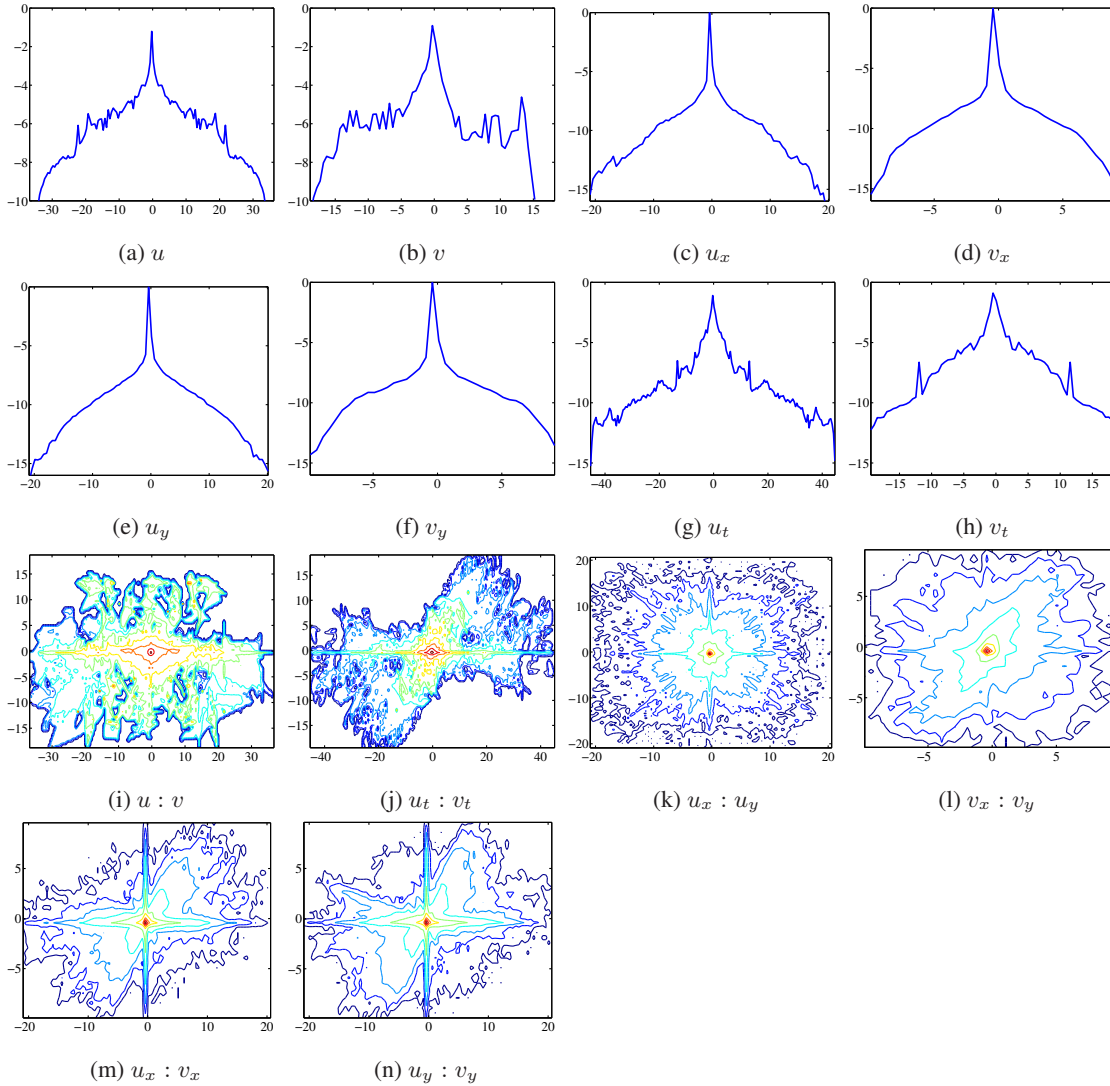 0
−2
−4
−6
−8
−10
−30 −20 −10 0 10 20 30
(a) u
0
−2
−4
−6
−8
−10
−15 −10 −5 0 5 10 15
(b) v
0
−5
−10
−15
−20 −10 0 10 20
(c) u_x
0
−5
−10
−15
−5 0 5
(d) v_x
0
−5
−10
−15
−20 −10 0 10 20
(e) u_y
0
−5
−10
−15
−5 0 5
(f) v_y
0
−5
−10
−15
−40 −20 0 20 40
(g) u_t
0
−5
−10
−15
−15 −10 −5 0 5 10 15
(h) v_t
15
10
5
0
−5
−10
−15
−30 −20 −10 0 10 20 30
(i) u : v
15
10
5
0
−5
−10
−15
−40 −20 0 20 40
(j) u_t : v_t
20
10
0
−10
−20
−20 −10 0 10 20
(k) u_x : u_y
5
0
−5
−5 0 5
(l) v_x : v_y
5
0
−5
−20 −10 0 10 20
(m) u_x : v_x
5
0
−5
−20 −10 0 10 20
(n) u_y : v_y